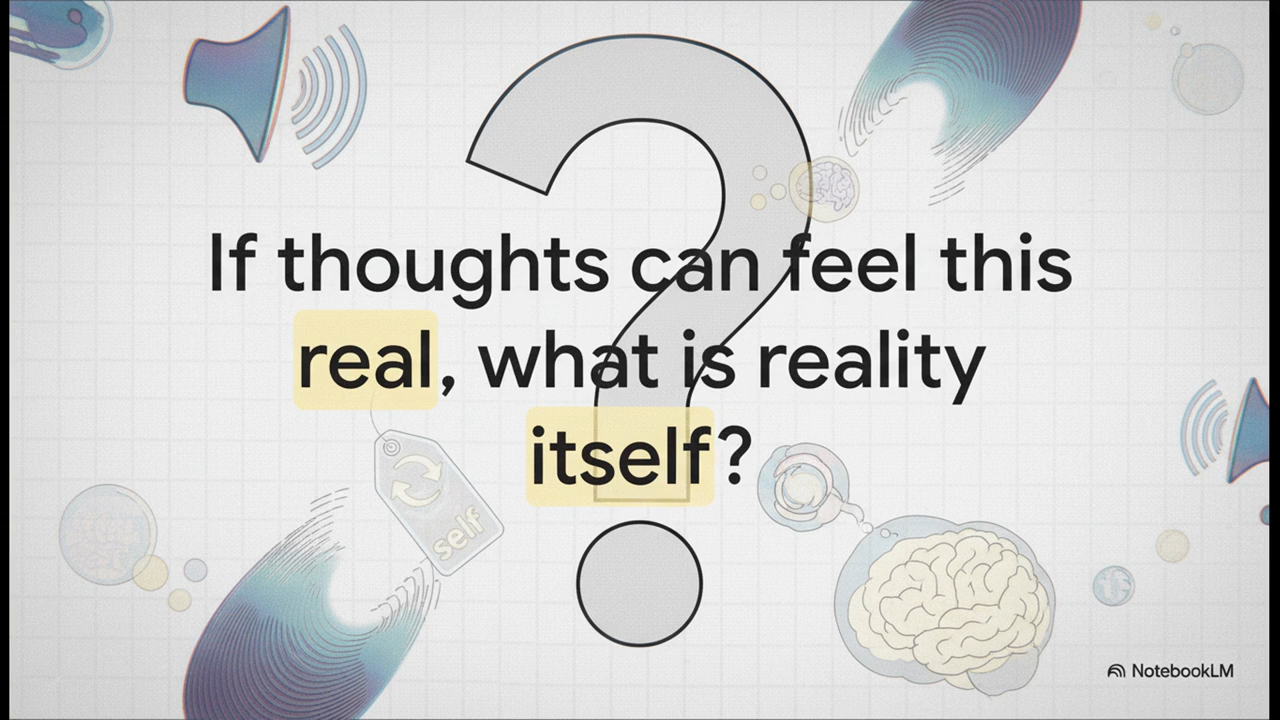 If thoughts can feel this
real, what is reality
itself?
self
NotebookLM